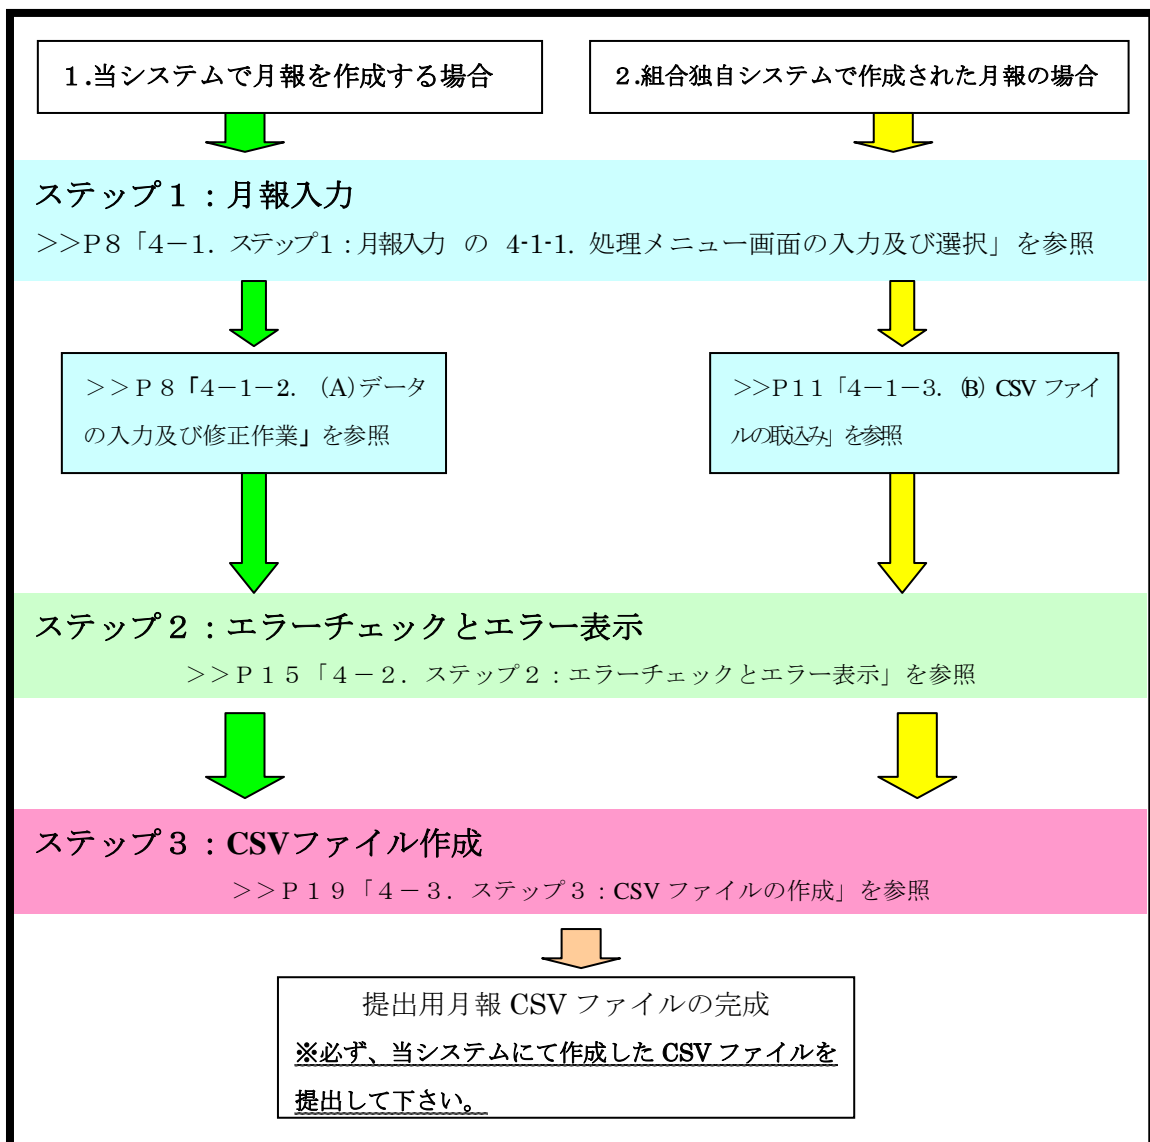 １.当システムで月報を作成する場合
２.組合独自システムで作成された月報の場合
ステップ１：月報入力
>>P８「４－１．ステップ１：月報入力 の 4-1-1．処理メニュー画面の入力及び選択」を参照
＞＞Ｐ８「４－１－２．（A）データ
の入力及び修正作業」を参照
>>P１１「４－１－３．（B）CSV ファイ
ルの取込み」を参照
ステップ２：エラーチェックとエラー表示
＞＞Ｐ１５「４－２．ステップ２：エラーチェックとエラー表示」を参照
ステップ３：CSVファイル作成
＞＞Ｐ１９「４－３．ステップ３：CSV ファイルの作成」を参照
提出用月報 CSV ファイルの完成
※必ず、当システムにて作成した CSV ファイルを
提出して下さい。